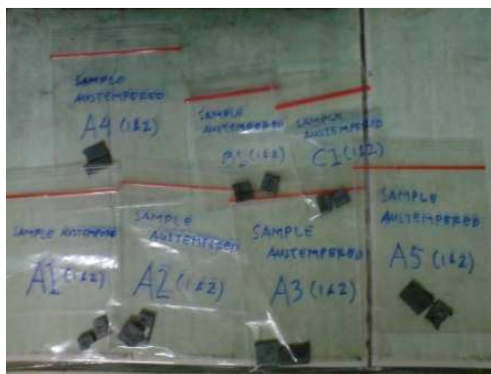 SAMPLE
AUSTEMPERED
A4 (1&2)
SAMPLE
AUSTEMPERED
B1 (1&2)
SAMPLE
AUSTEMPERED
C1 (1&2)
SAMPLE AUSTEMPERED
A1 (1&2)
SAMPLE
AUSTEMPERED
A2 (1&2)
SAMPLE
AUSTEMPERED
A3 (1&2)
SAMPLE
AUSTEMPERED
A5 (1&2)